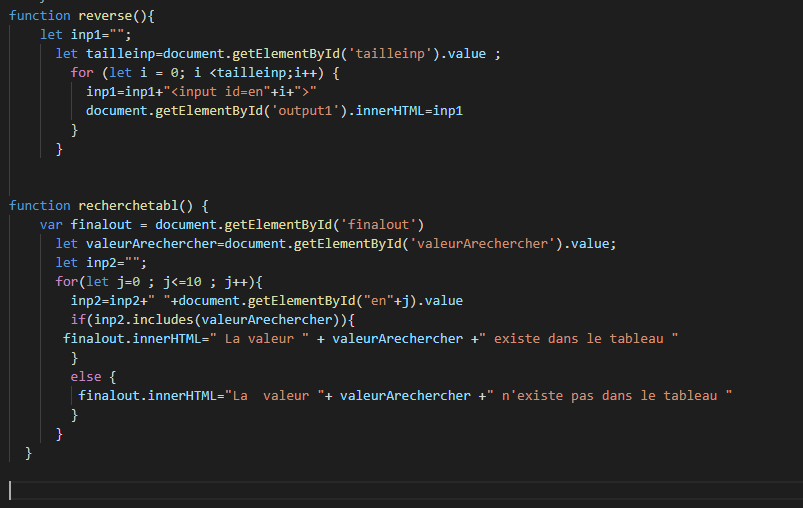 function reverse(){
let inp1="";
let tailleinp=document.getElementById('tailleinp').value ;
for (let i = 0; i <tailleinp;i++) {
inp1=inp1+"<input id=en"+i+">"
document.getElementById('output1').innerHTML=inp1
}
}
function recherchetabl() {
var finalout = document.getElementById('finalout')
let valeurArechercher=document.getElementById('valeurArechercher').value;
let inp2="";
for(let j=0 ; j<=10 ; j++){
inp2=inp2+" "+document.getElementById("en"+j).value
if(inp2.includes(valeurArechercher)){
finalout.innerHTML=" La valeur " + valeurArechercher +" existe dans le tableau "
}
else {
finalout.innerHTML="La  valeur "+ valeurArechercher +" n'existe pas dans le tableau "
}
}
}